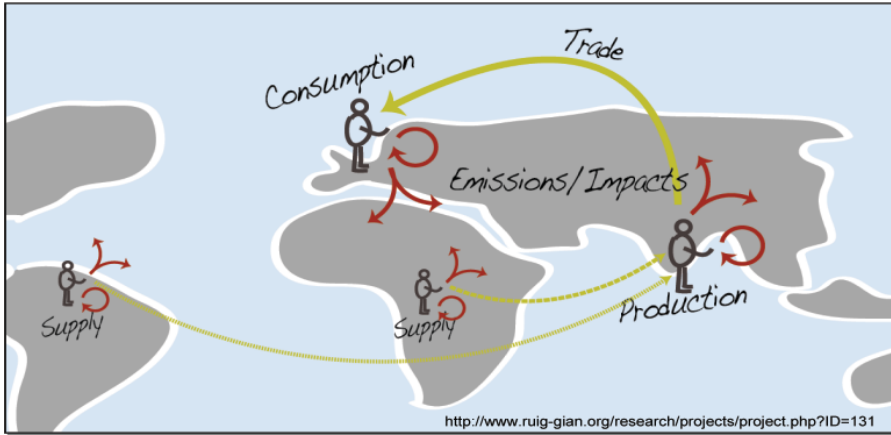 Trade
Consumption
Emissions/Impacts
Supply
Supply
Production
http://www.ruig-gian.org/research/projects/project.php?ID=131